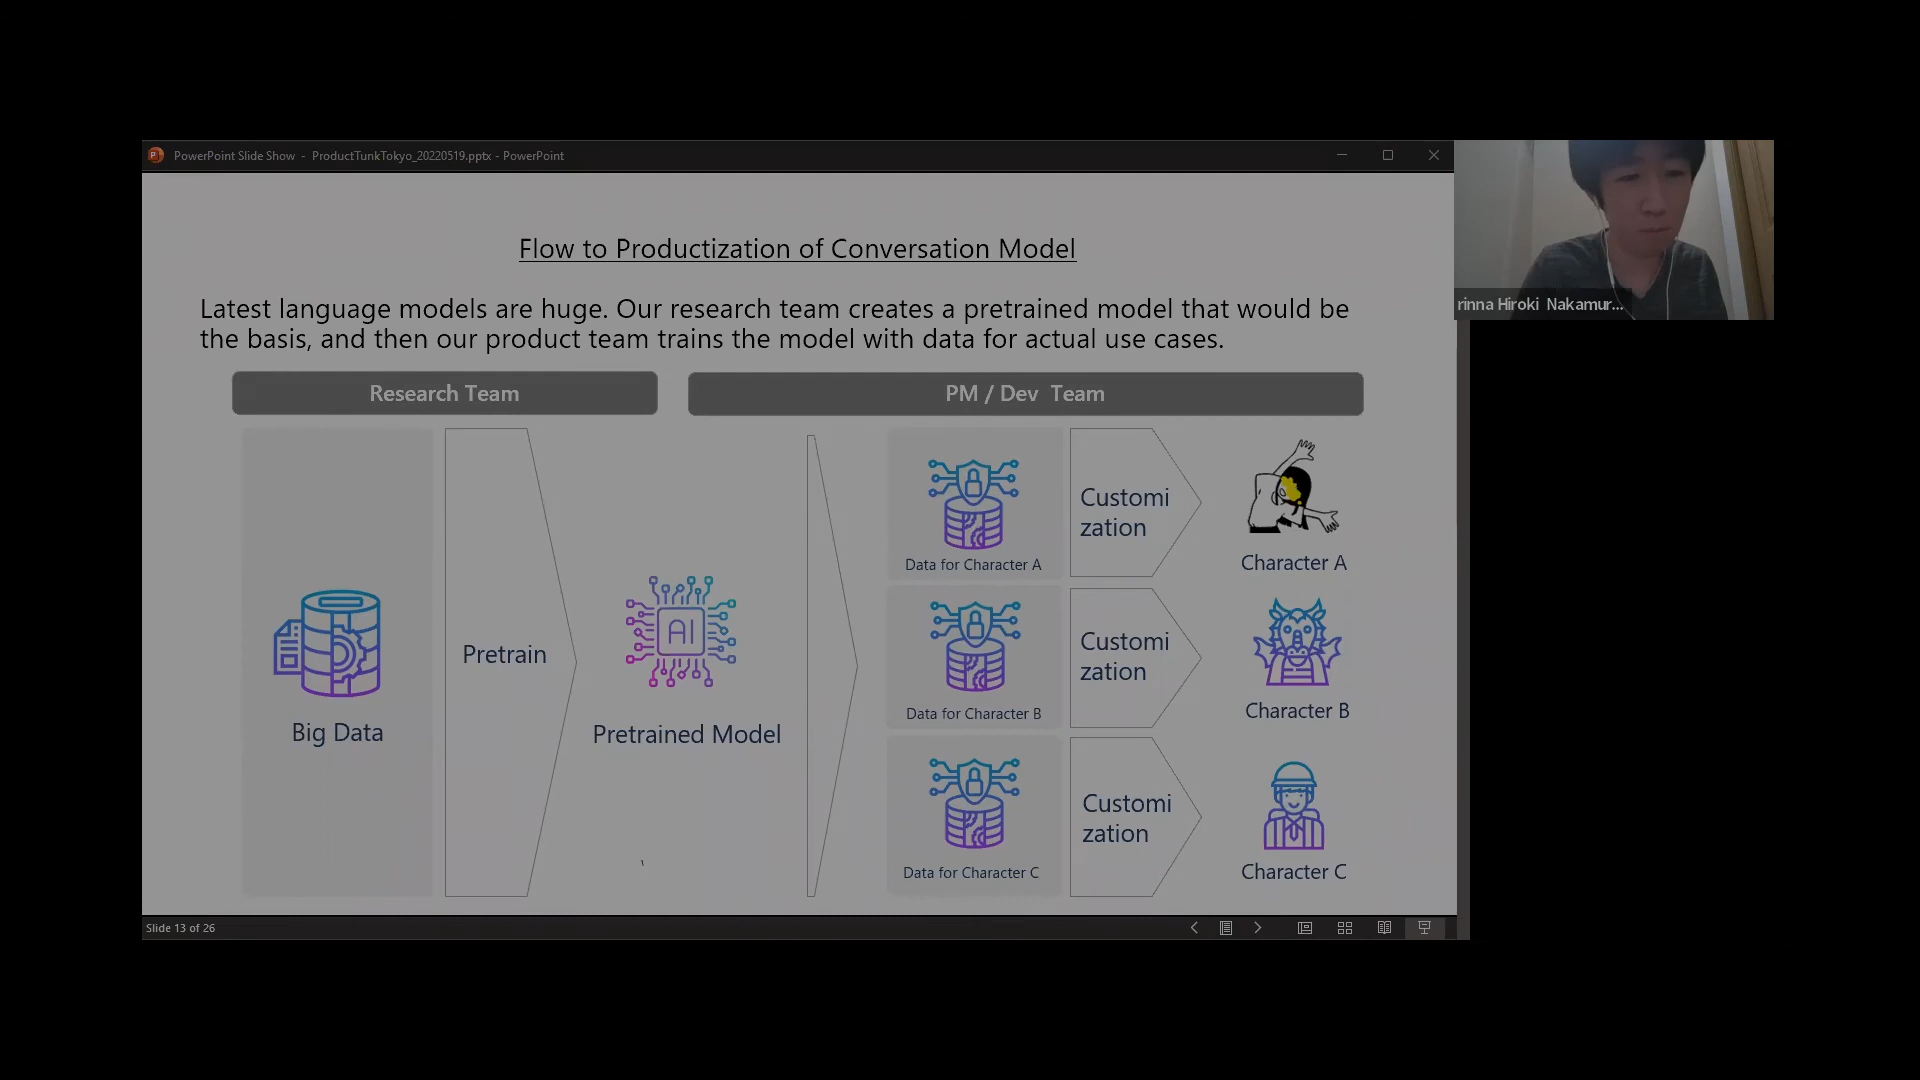 PowerPoint Slide Show - ProductTunkTokyo_20220519.pptx - PowerPoint
Flow to Productization of Conversation Model
Latest language models are huge. Our research team creates a pretrained model that would be
the basis, and then our product team trains the model with data for actual use cases.
Research Team
PM / Dev Team
Big Data
Pretrain
AI
Pretrained Model
Data for Character A
Customi
zation
Character A
Data for Character B
Customi
zation
Character B
Data for Character C
Customi
zation
Character C
Slide 13 of 26
rinna Hiroki Nakamur...